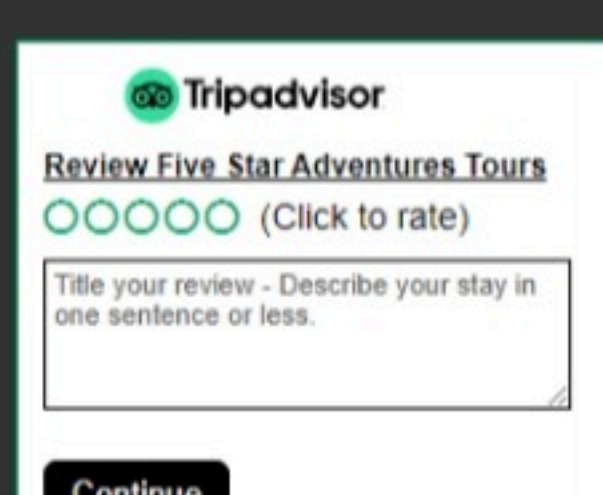 Tripadvisor
Review Five Star Adventures Tours
(Click to rate)
Title your review - Describe your stay in
one sentence or less.
Continue